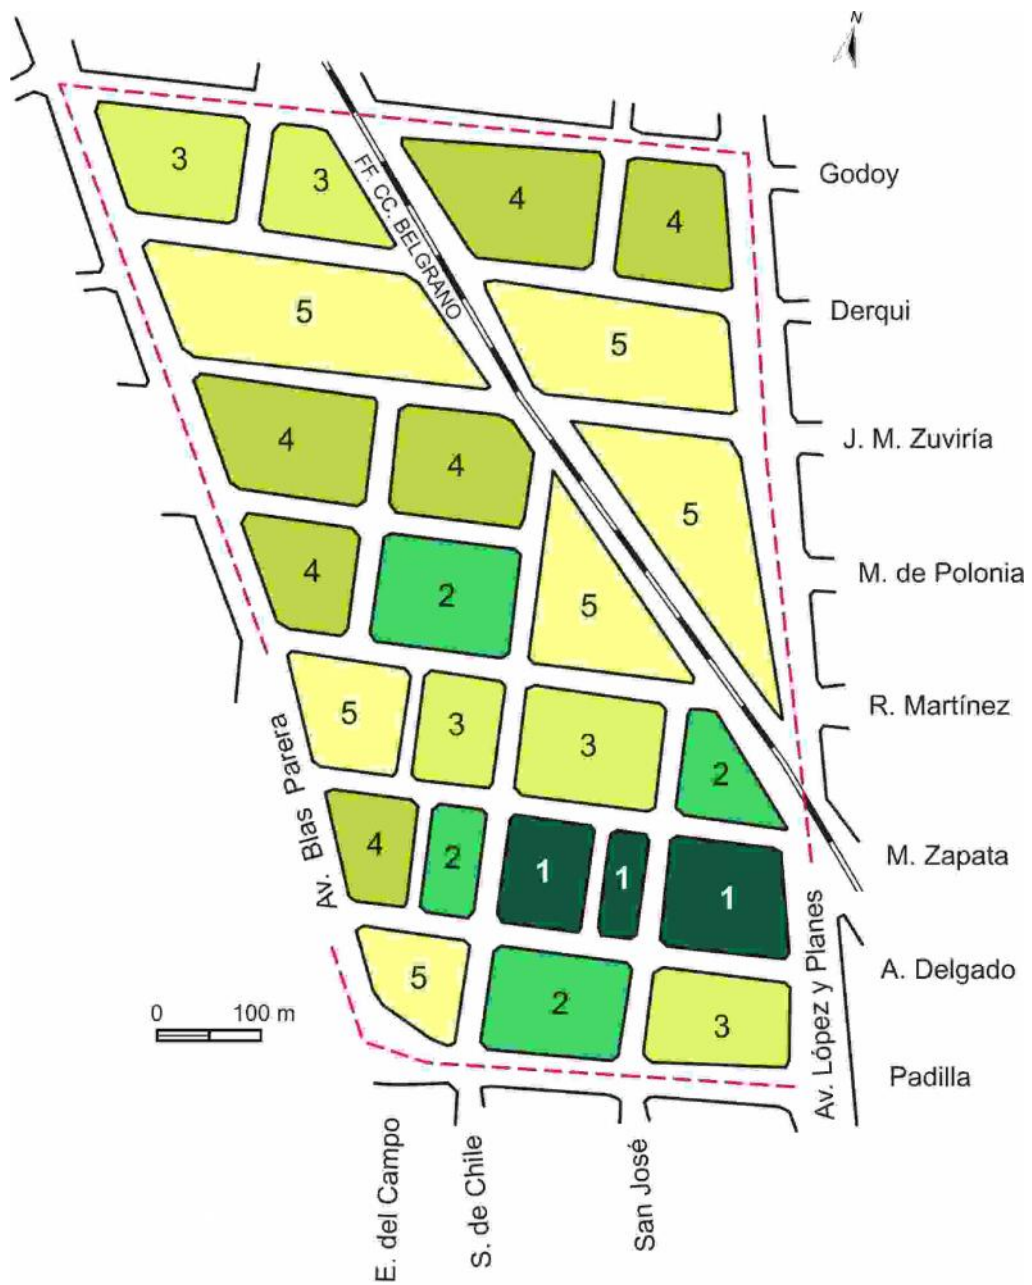 N
Godoy
3
3
4
4
FF. CC. BELGRANO
Derqui
5
5
J. M. Zuviría
4
4
5
M. de Polonia
4
2
5
R. Martínez
5
3
3
2
Av. Blas Parera
M. Zapata
4
2
1
1
1
A. Delgado
5
2
3
Av. López y Planes
0 100 m
Padilla
E. del Campo
S. de Chile
San José